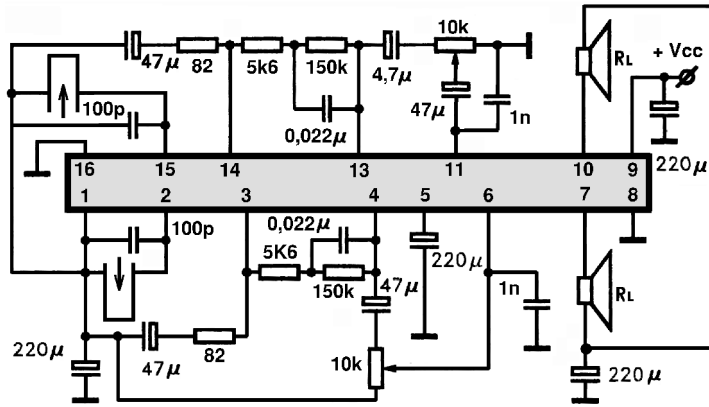 47µ
82
5k6
150k
4,7µ
10k
RL
+ Vcc
100p
0,022µ
47µ
1n
220µ
16 15 14 13 11 10 9
1 2 3 4 5 6 7 8
100p
0,022µ
5K6
150k
47µ
220µ
1n
RL
220µ
47µ
82
10k
220µ